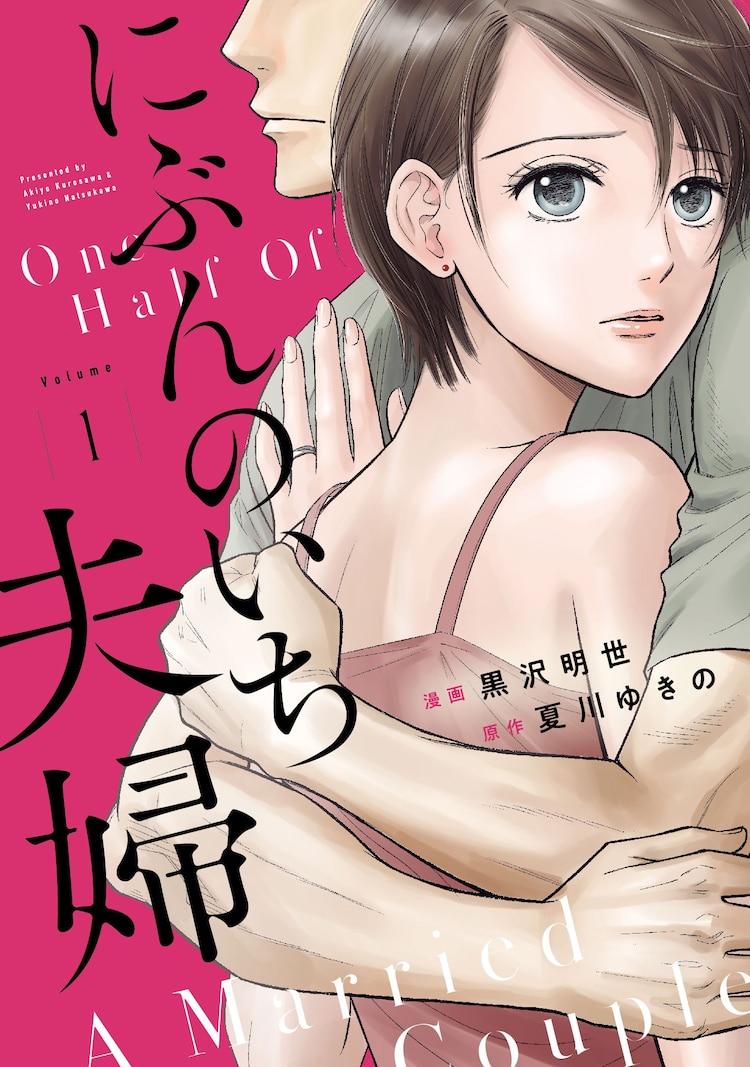 にぶんのいち
夫婦
Presented by
Akiyo Kurosawa &
Yukino Natsukawa
One
Half Of
Volume
1
漫画 黒沢明世
原作 夏川ゆきの
A Married
Couple